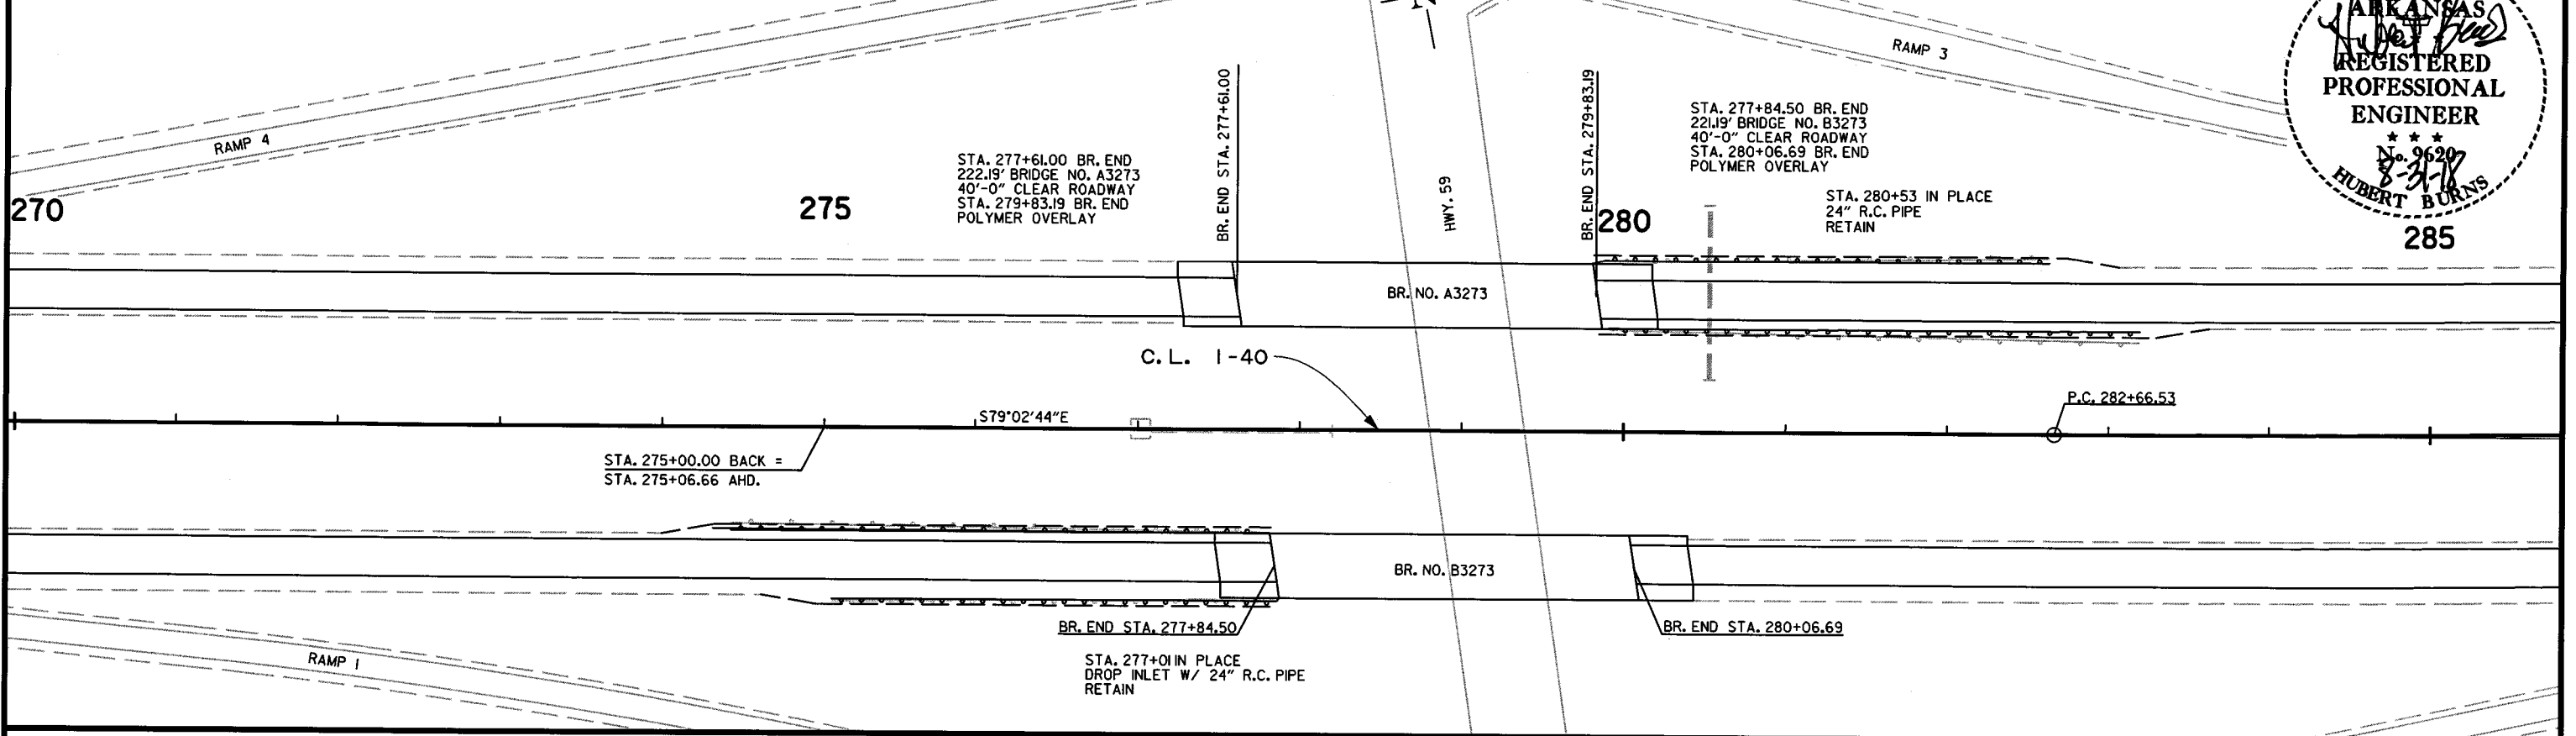 N
ARKANSAS
REGISTERED
PROFESSIONAL
ENGINEER
★ ★ ★
No. 9620
8-31-18
HUBERT BURNS
RAMP 3
RAMP 4
BR. END STA. 277+61.00
BR. END STA. 279+83.19
STA. 277+84.50 BR. END
221.19' BRIDGE NO. B3273
40'-0" CLEAR ROADWAY
STA. 280+06.69 BR. END
POLYMER OVERLAY
STA. 277+61.00 BR. END
222.19' BRIDGE NO. A3273
40'-0" CLEAR ROADWAY
STA. 279+83.19 BR. END
POLYMER OVERLAY
HWY. 59
STA. 280+53 IN PLACE
24" R.C. PIPE
RETAIN
270
275
280
285
BR. NO. A3273
C.L. I-40
P.C. 282+66.53
S79°02'44"E
STA. 275+00.00 BACK =
STA. 275+06.66 AHD.
BR. NO. B3273
BR. END STA. 277+84.50
BR. END STA. 280+06.69
RAMP 1
STA. 277+01 IN PLACE
DROP INLET W/ 24" R.C. PIPE
RETAIN